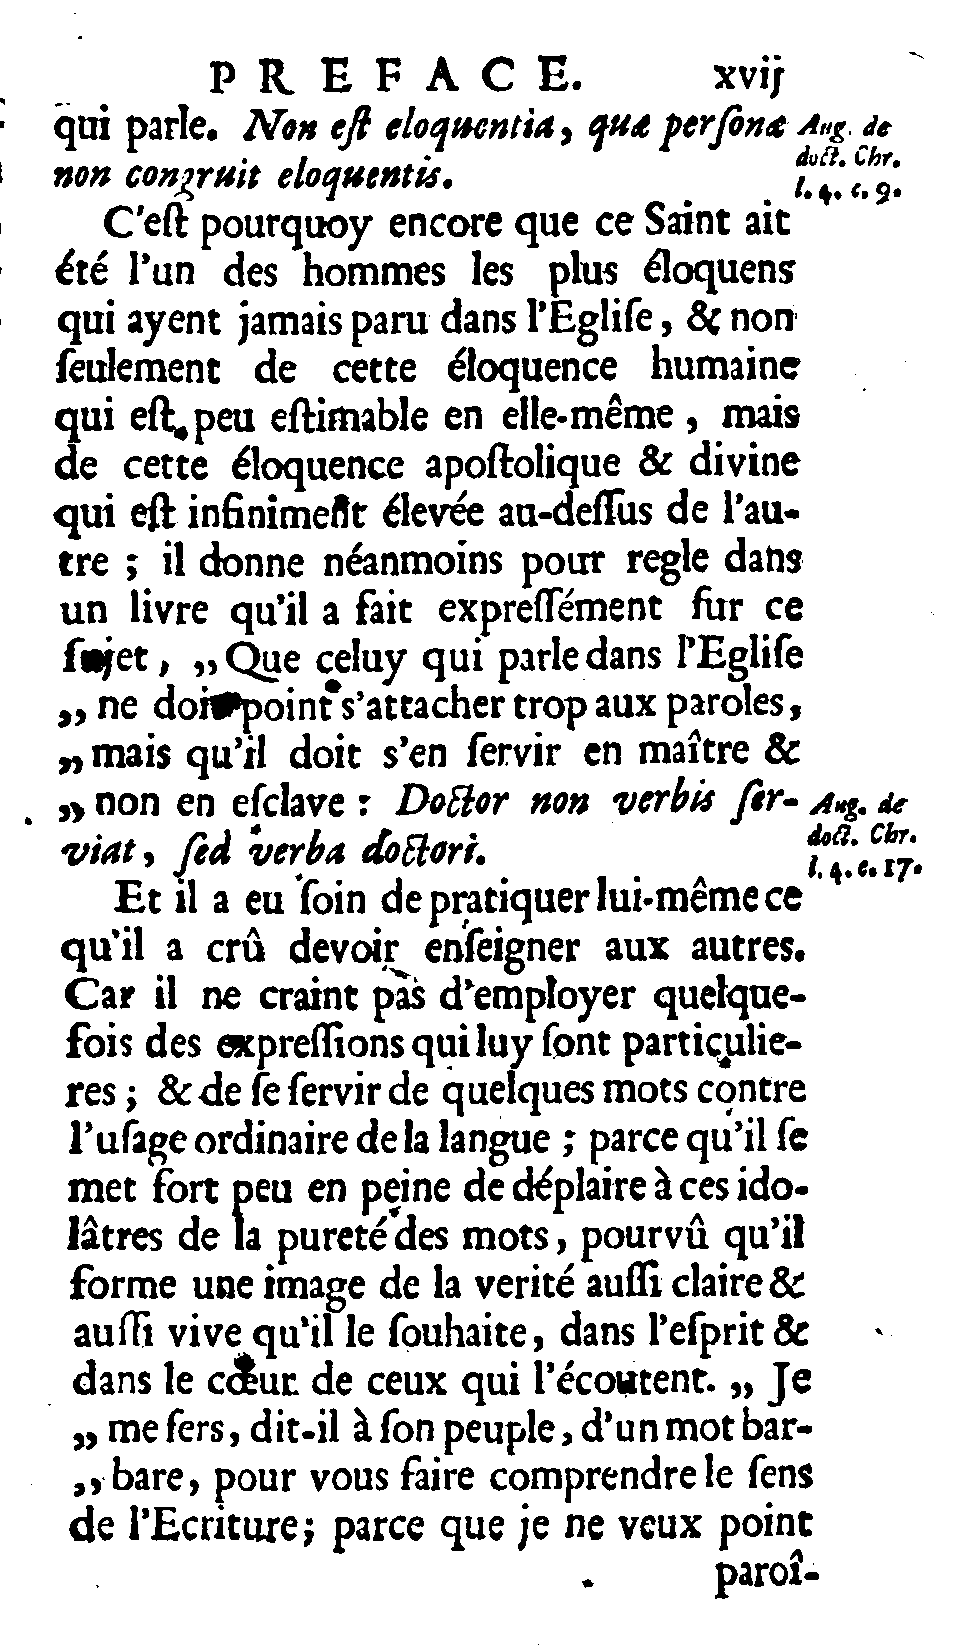 PREFACE. xvij
qui parle. Non eſt eloquentia, quæ perſonæ
non congruit eloquentis.
Aug. de
doct. Chr.
l. 4. c. 9.
C'eſt pourquoy encore que ce Saint ait
été l'un des hommes les plus éloquens
qui ayent jamais paru dans l'Egliſe, & non
ſeulement de cette éloquence humaine
qui eſt peu eſtimable en elle-même, mais
de cette éloquence apoſtolique & divine
qui eſt infiniment élevée au-deſſus de l'au-
tre ; il donne néanmoins pour regle dans
un livre qu'il a fait expreſſément ſur ce
ſujet, „Que celuy qui parle dans l'Egliſe
„ ne doit point s'attacher trop aux paroles,
„ mais qu'il doit s'en ſervir en maître &
„ non en eſclave : Doctor non verbis ſer-
viat, ſed verba doctori.
Aug. de
doct. Chr.
l. 4. c. 17.
Et il a eu ſoin de pratiquer lui-même ce
qu'il a crû devoir enſeigner aux autres.
Car il ne craint pas d'employer quelque-
fois des expreſſions qui luy ſont particulie-
res ; & de ſe ſervir de quelques mots contre
l'uſage ordinaire de la langue ; parce qu'il ſe
met fort peu en peine de déplaire à ces ido-
lâtres de la pureté des mots, pourvû qu'il
forme une image de la verité auſſi claire &
auſſi vive qu'il le ſouhaite, dans l'eſprit &
dans le cœur de ceux qui l'écoutent. „ Je
„ me ſers, dit-il à ſon peuple, d'un mot bar-
„ bare, pour vous faire comprendre le ſens
de l'Ecriture; parce que je ne veux point
paroî-